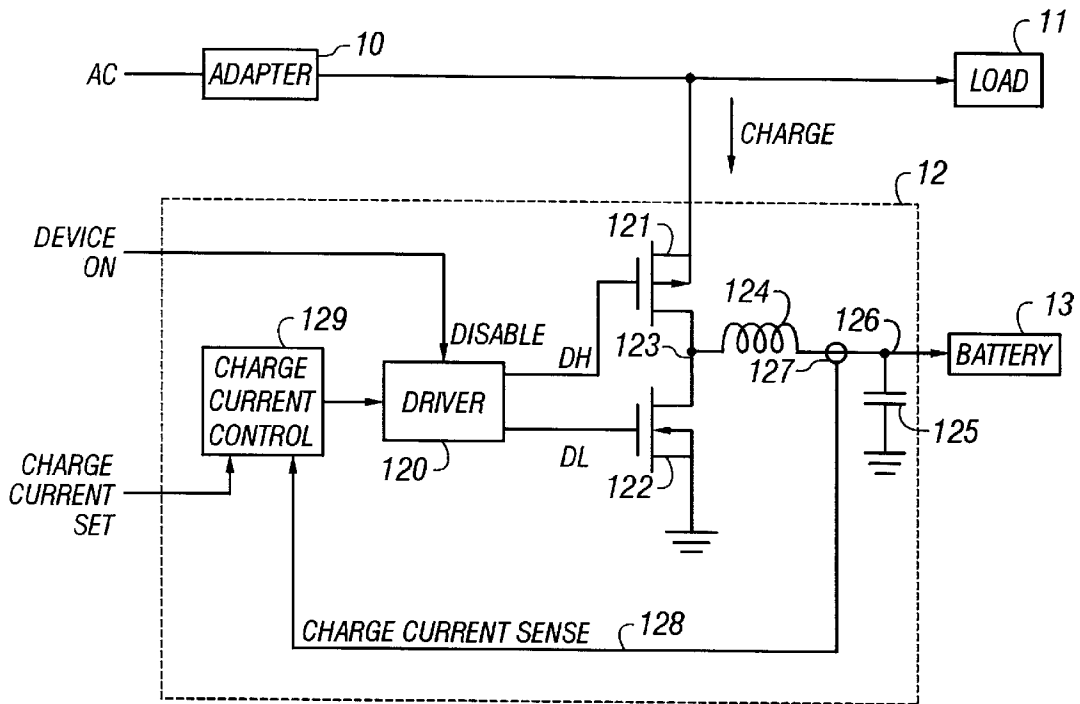 10
11
AC
ADAPTER
LOAD
CHARGE
12
DEVICE
ON
121
124
126
13
129
DISABLE
DH
123
127
BATTERY
CHARGE
CURRENT
CONTROL
DRIVER
125
120
DL
122
CHARGE
CURRENT
SET
CHARGE CURRENT SENSE
128